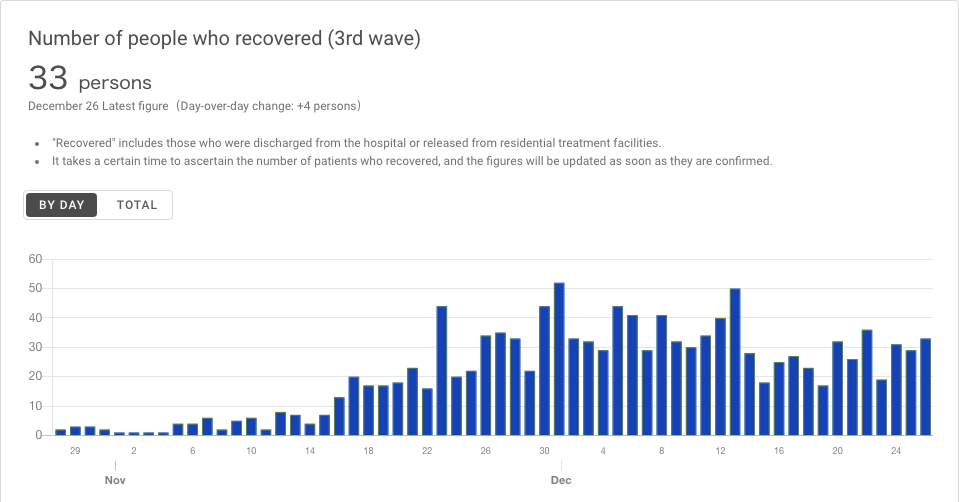 Number of people who recovered (3rd wave)
33 persons
December 26 Latest figure (Day-over-day change: +4 persons)
• "Recovered" includes those who were discharged from the hospital or released from residential treatment facilities.
• It takes a certain time to ascertain the number of patients who recovered, and the figures will be updated as soon as they are confirmed.
BY DAY TOTAL
60
50
40
30
20
10
0
29 2 6 10 14 18 22 26 30 4 8 12 16 20 24
Nov Dec